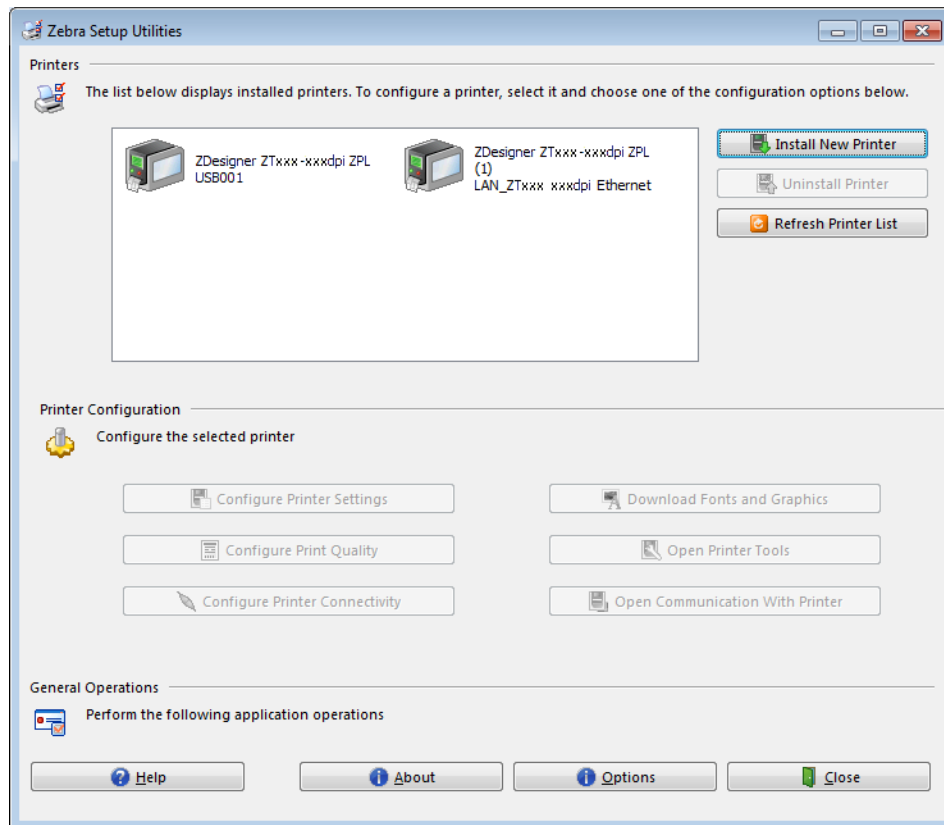 Zebra Setup Utilities
Printers
The list below displays installed printers. To configure a printer, select it and choose one of the configuration options below.
ZDesigner ZTxxx-xxxdpi ZPL
USB001
ZDesigner ZTxxx-xxxdpi ZPL
(1)
LAN_ZTxxx xxxdpi Ethernet
Install New Printer
Uninstall Printer
Refresh Printer List
Printer Configuration
Configure the selected printer
Configure Printer Settings
Download Fonts and Graphics
Configure Print Quality
Open Printer Tools
Configure Printer Connectivity
Open Communication With Printer
General Operations
Perform the following application operations
Help
About
Options
Close